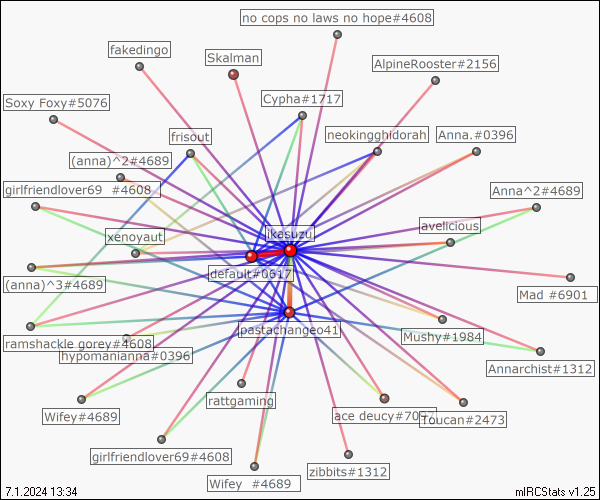 no cops no laws no hope#4608
fakedingo
Skalman
AlpineRooster#2156
Soxy Foxy#5076
Cypha#1717
frisout
neokingghidorah
Anna.#0396
(anna)^2#4689
girlfriendlover69 #4608
Anna^2#4689
xenoyaut
ikasuzu
avelicious
default#0617
(anna)^3#4689
Mad #6901
pastachangeo41
ramshackle gorey#4608
Mushy#1984
hypomanianna#0396
Annarchist#1312
rattgaming
Wifey#4689
ace deucy#
Toucan#2473
girlfriendlover69#4608
zibbits#1312
Wifey #4689
7.1.2024 13:34
mIRCStats v1.25